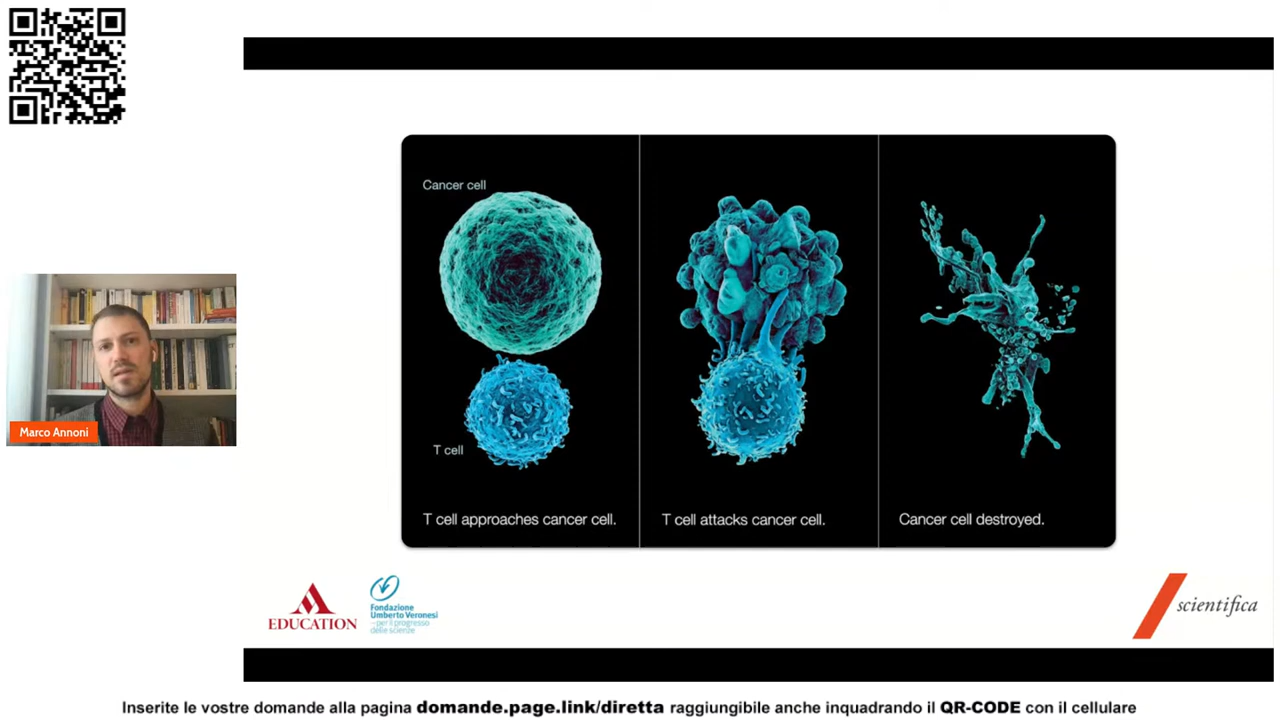 Cancer cell
T cell
T cell approaches cancer cell.
T cell attacks cancer cell.
Cancer cell destroyed.
Marco Annoni
EDUCATION
Fondazione
Umberto Veronesi
–per il progresso
delle scienze
scientifica
Inserite le vostre domande alla pagina domande.page.link/diretta raggiungibile anche inquadrando il QR-CODE con il cellulare